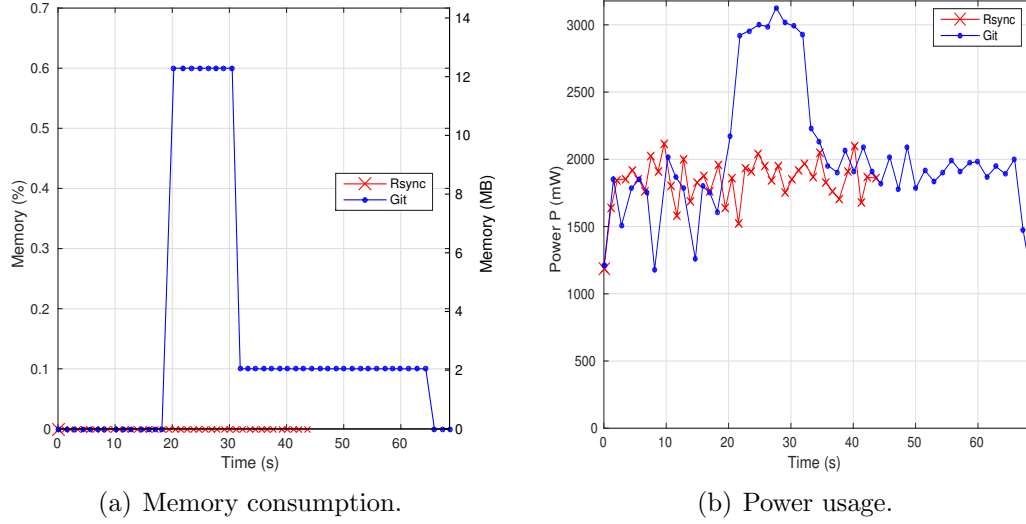 0.7
0.6
0.5
0.4
0.3
0.2
0.1
0
Memory (%)
14
12
10
8
6
4
2
0
Memory (MB)
Rsync
Git
0 10 20 30 40 50 60
Time (s)
(a) Memory consumption.
3000
2500
2000
1500
1000
500
0
Power P (mW)
Rsync
Git
0 10 20 30 40 50 60
Time (s)
(b) Power usage.